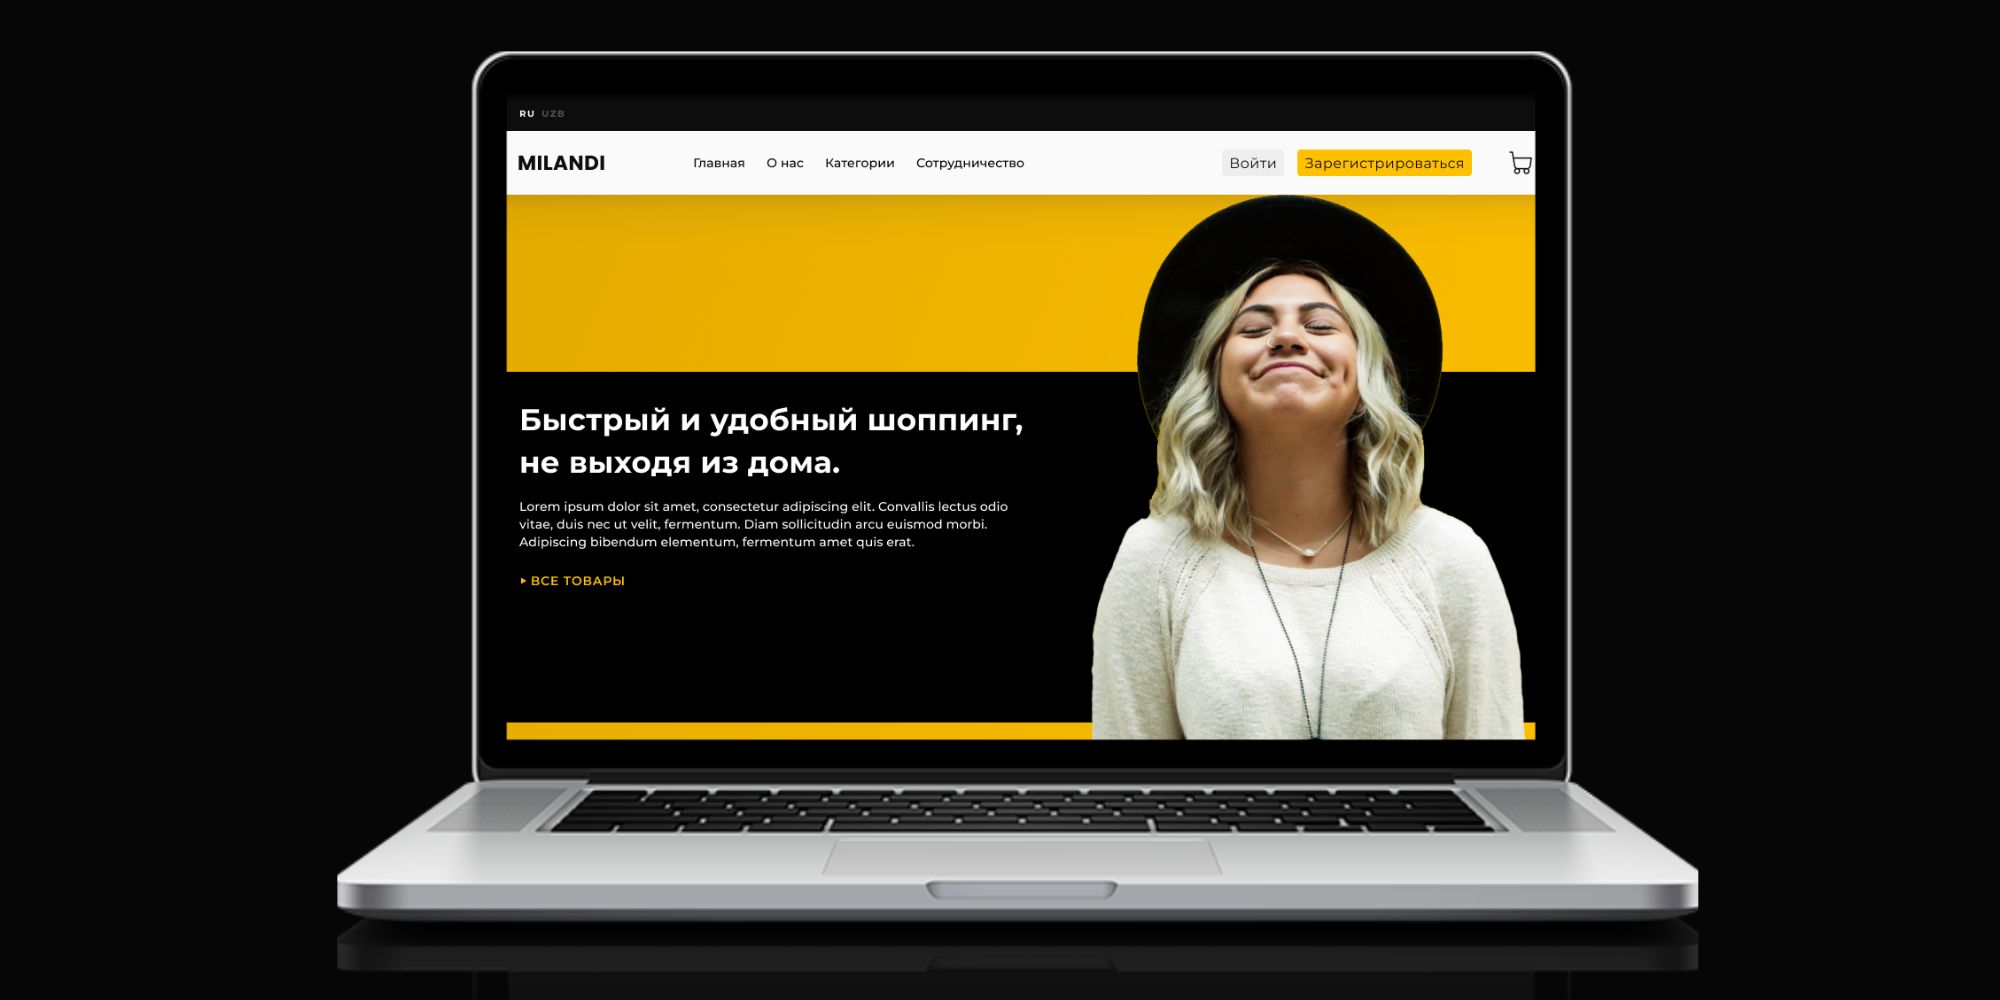 RU UZB
MILANDI Главная О нас Категории Сотрудничество Войти Зарегистрироваться
Быстрый и удобный шоппинг,
не выходя из дома.
Lorem ipsum dolor sit amet, consectetur adipiscing elit. Convallis lectus odio
vitae, duis nec ut velit, fermentum. Diam sollicitudin arcu euismod morbi.
Adipiscing bibendum elementum, fermentum amet quis erat.
ВСЕ ТОВАРЫ